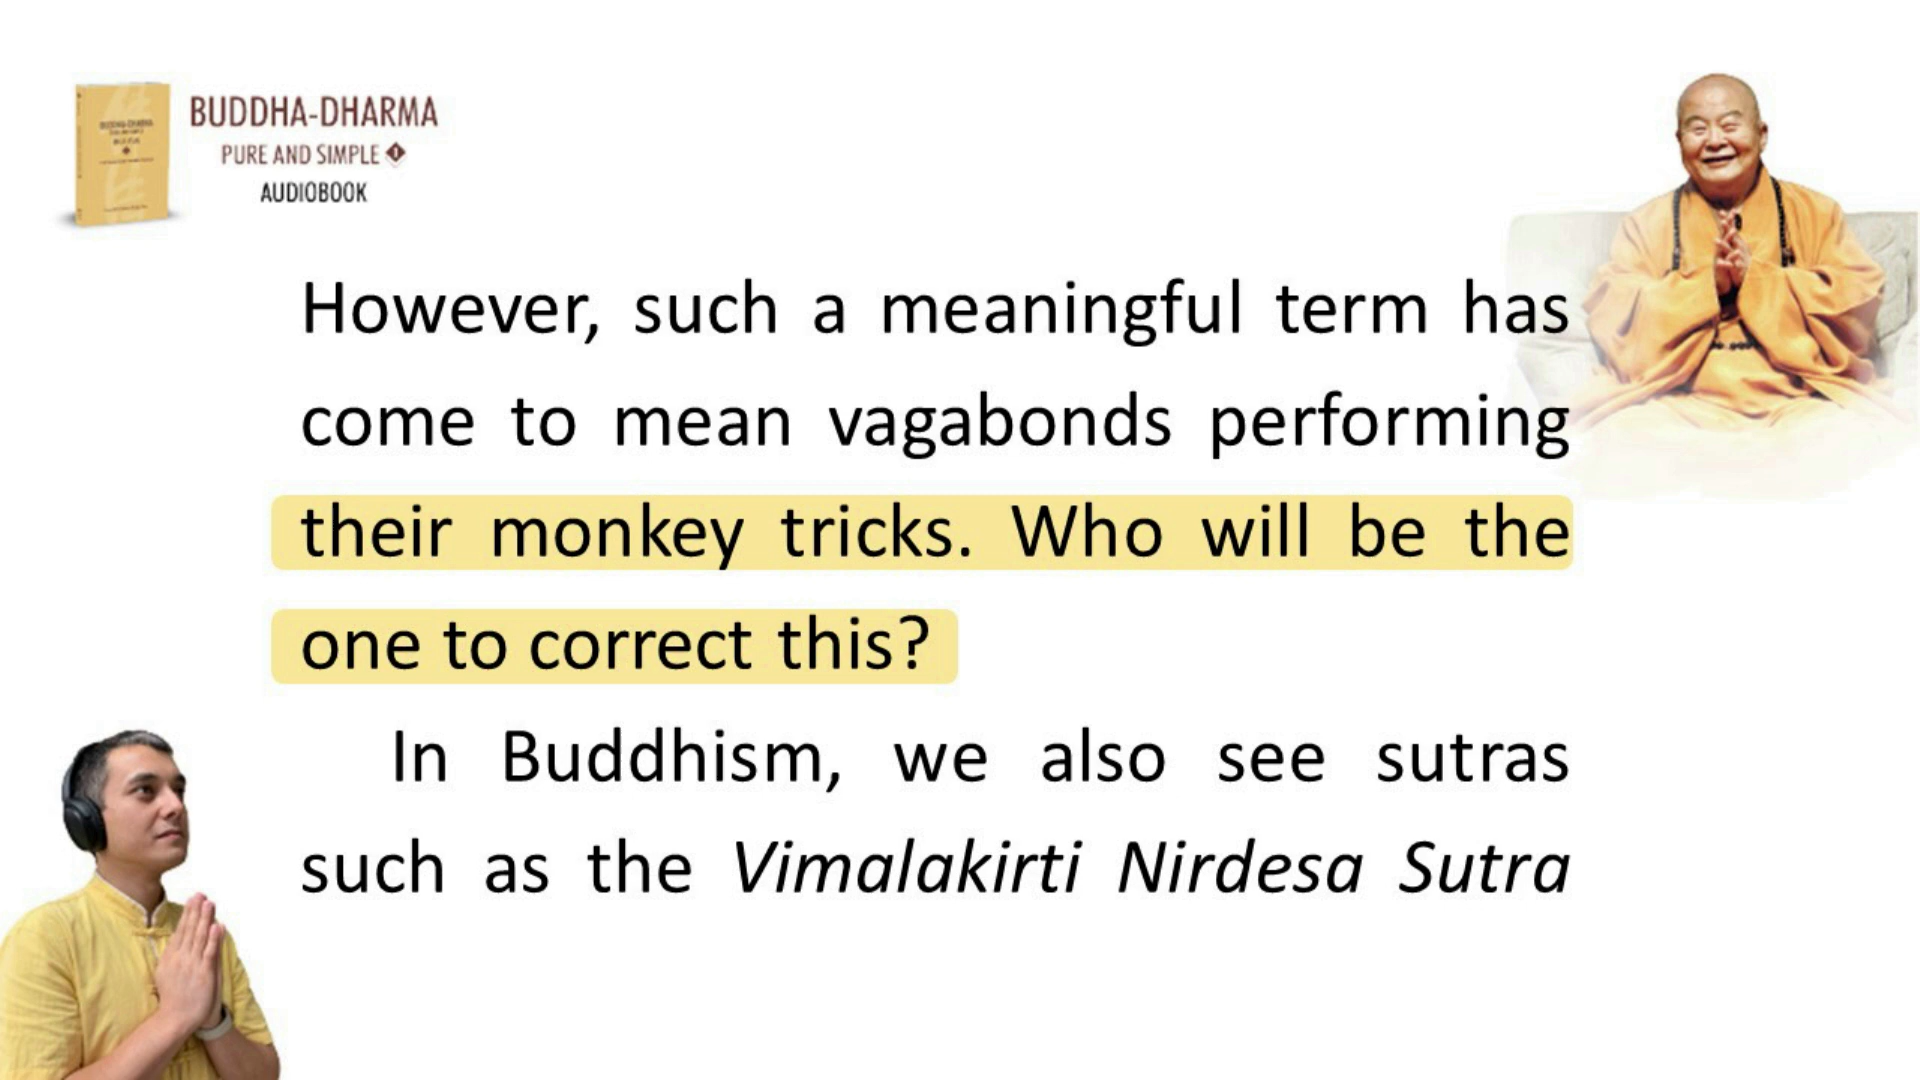 BUDDHA-DHARMA
PURE AND SIMPLE 1
AUDIOBOOK
However, such a meaningful term has
come to mean vagabonds performing
their monkey tricks. Who will be the
one to correct this?
In Buddhism, we also see sutras
such as the Vimalakirti Nirdesa Sutra